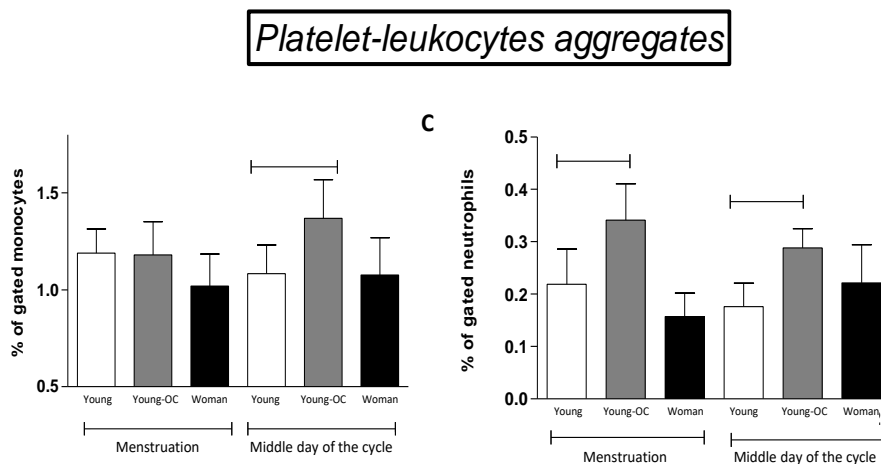 Platelet-leukocytes aggregates
% of gated monocytes
1.5
1.0
0.5
Young Young-OC Woman Young Young-OC Woman
Menstruation Middle day of the cycle
C
% of gated neutrophils
0.5
0.4
0.3
0.2
0.1
0.0
Young Young-OC Woman Young Young-OC Woman
Menstruation Middle day of the cycle